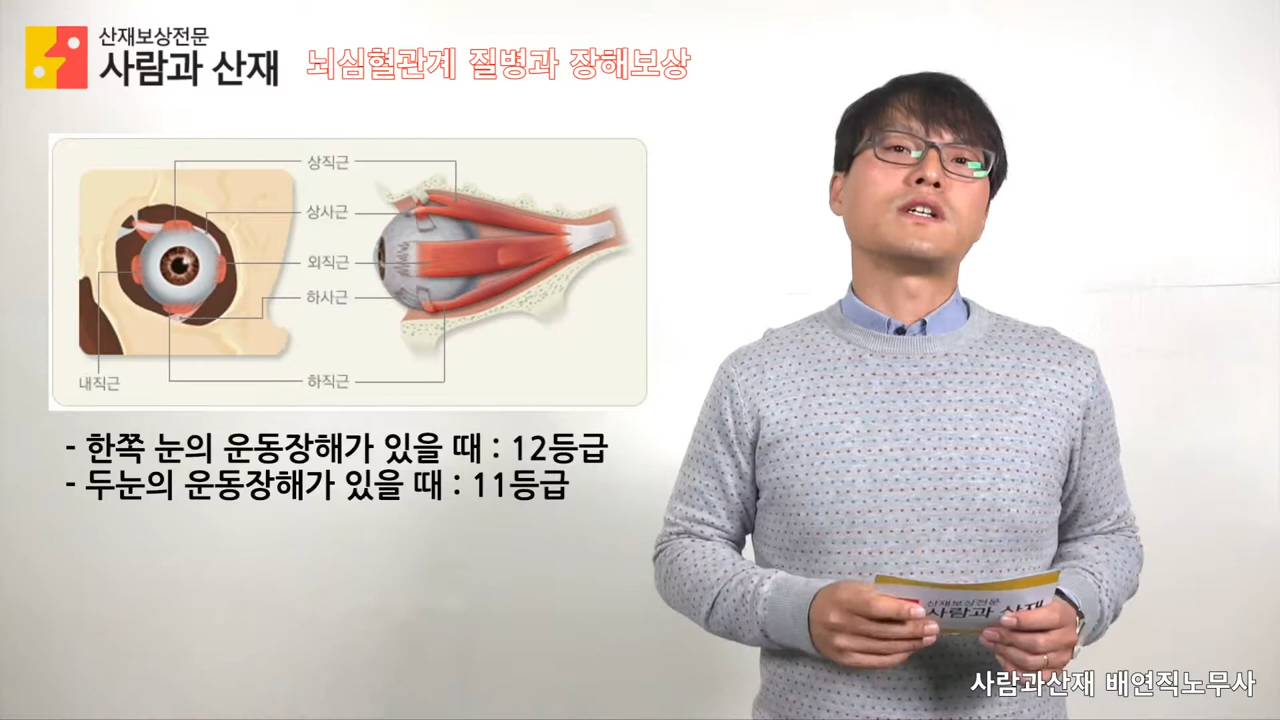 산재보상전문
사람과 산재
뇌심혈관계 질병과 장해보상
상직근
상사근
외직근
하사근
하직근
내직근
- 한쪽 눈의 운동장해가 있을 때 : 12등급
- 두눈의 운동장해가 있을 때 : 11등급
산재보상전문
사람과 산재
사람과산재 배연직노무사